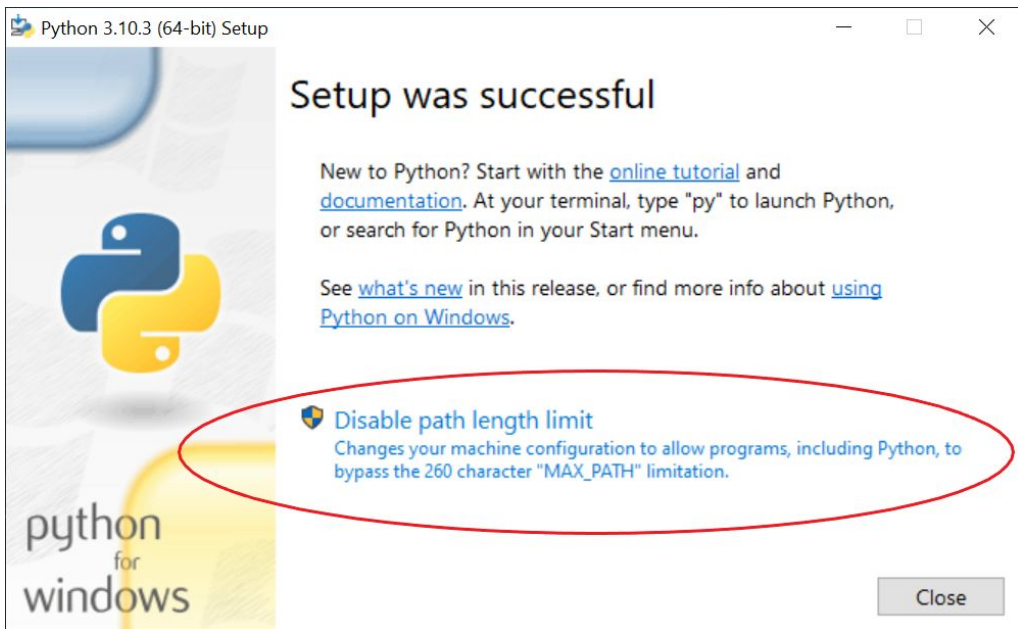 Python 3.10.3 (64-bit) Setup
Setup was successful
New to Python? Start with the online tutorial and
documentation. At your terminal, type "py" to launch Python,
or search for Python in your Start menu.
See what's new in this release, or find more info about using
Python on Windows.
Disable path length limit
Changes your machine configuration to allow programs, including Python, to
bypass the 260 character "MAX_PATH" limitation.
python
for
windows
Close